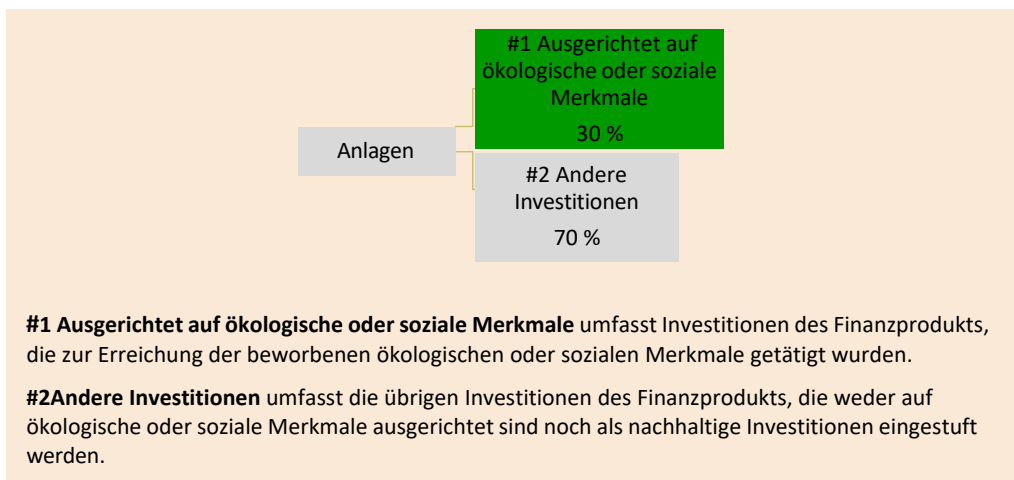 #1 Ausgerichtet auf
ökologische oder soziale
Merkmale
30 %
Anlagen
#2 Andere
Investitionen
70 %
#1 Ausgerichtet auf ökologische oder soziale Merkmale umfasst Investitionen des Finanzprodukts,
die zur Erreichung der beworbenen ökologischen oder sozialen Merkmale getätigt wurden.
#2Andere Investitionen umfasst die übrigen Investitionen des Finanzprodukts, die weder auf
ökologische oder soziale Merkmale ausgerichtet sind noch als nachhaltige Investitionen eingestuft
werden.